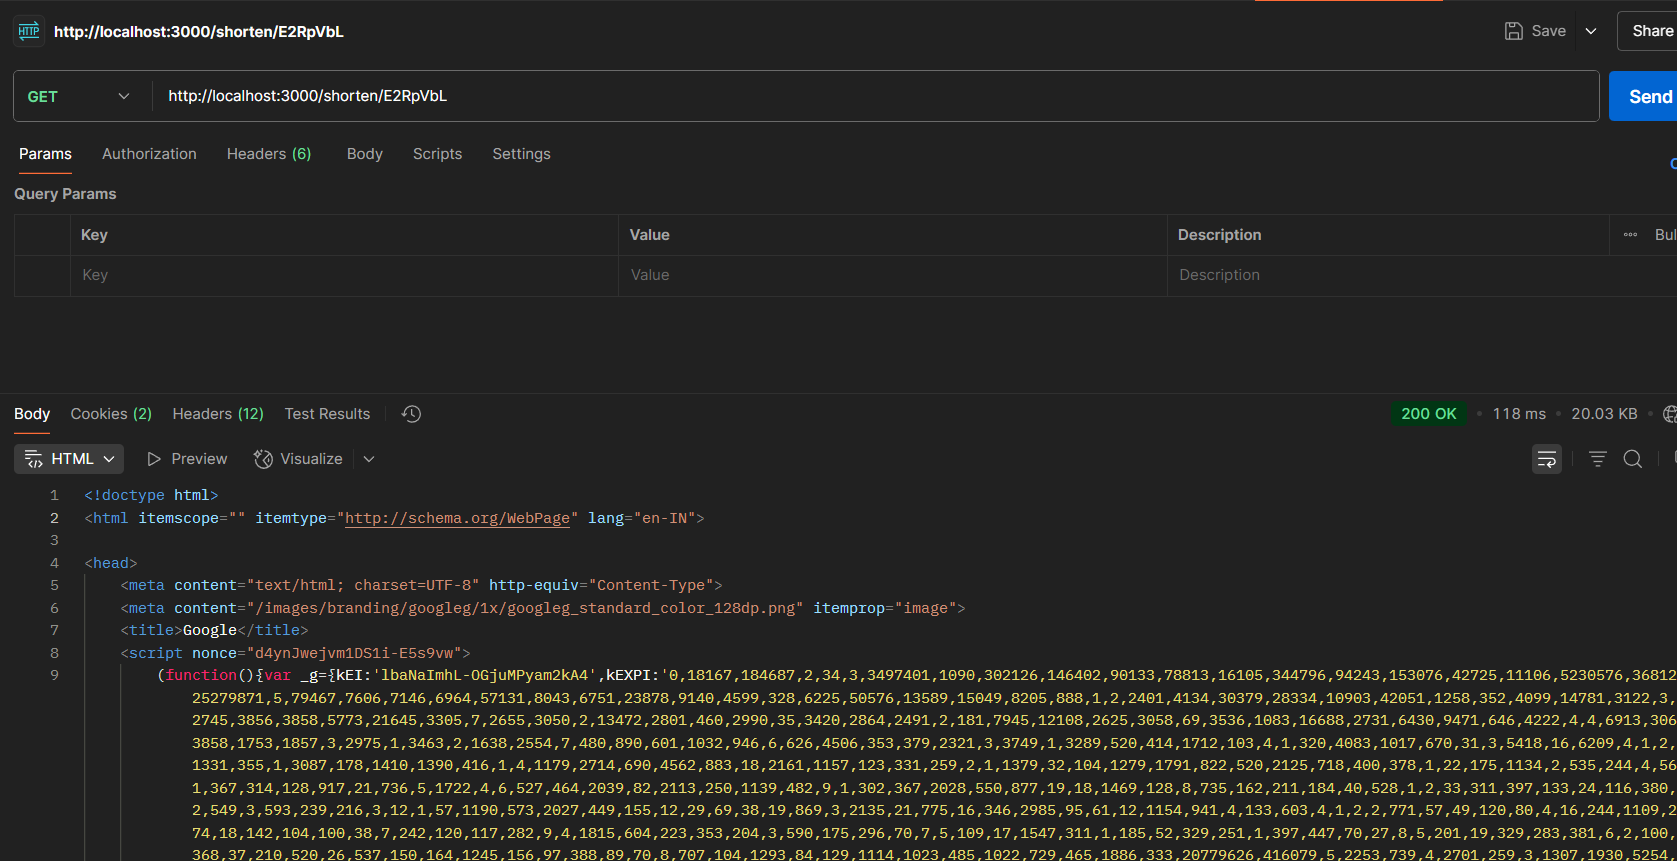 HTTP http://localhost:3000/shorten/E2RpVbL Save Share
GET http://localhost:3000/shorten/E2RpVbL Send
Params Authorization Headers (6) Body Scripts Settings
Query Params
Key Value Description Bul
Key Value Description
Body Cookies (2) Headers (12) Test Results 200 OK • 118 ms • 20.03 KB •
HTML Preview Visualize
1 <!doctype html>
2 <html itemscope="" itemtype="http://schema.org/WebPage" lang="en-IN">
3
4 <head>
5 <meta content="text/html; charset=UTF-8" http-equiv="Content-Type">
6 <meta content="/images/branding/googleg/1x/googleg_standard_color_128dp.png" itemprop="image">
7 <title>Google</title>
8 <script nonce="d4ynJwejvm1DS1i-E5s9vw">
9 (function(){var _g={kEI:'lbaNaImhL-OGjuMPyam2kA4',kEXPI:'0,18167,184687,2,34,3,3497401,1090,302126,146402,90133,78813,16105,344796,94243,153076,42725,11106,5230576,36812
25279871,5,79467,7606,7146,6964,57131,8043,6751,23878,9140,4599,328,6225,50576,13589,15049,8205,888,1,2,2401,4134,30379,28334,10903,42051,1258,352,4099,14781,3122,3,
2745,3856,3858,5773,21645,3305,7,2655,3050,2,13472,2801,460,2990,35,3420,2864,2491,2,181,7945,12108,2625,3058,69,3536,1083,16688,2731,6430,9471,646,4222,4,4,6913,306
3858,1753,1857,3,2975,1,3463,2,1638,2554,7,480,890,601,1032,946,6,626,4506,353,379,2321,3,3749,1,3289,520,414,1712,103,4,1,320,4083,1017,670,31,3,5418,16,6209,4,1,2,
1331,355,1,3087,178,1410,1390,416,1,4,1179,2714,690,4562,883,18,2161,1157,123,331,259,2,1,1379,32,104,1279,1791,822,520,2125,718,400,378,1,22,175,1134,2,535,244,4,56
1,367,314,128,917,21,736,5,1722,4,6,527,464,2039,82,2113,250,1139,482,9,1,302,367,2028,550,877,19,18,1469,128,8,735,162,211,184,40,528,1,2,33,311,397,133,24,116,380,
2,549,3,593,239,216,3,12,1,57,1190,573,2027,449,155,12,29,69,38,19,869,3,2135,21,775,16,346,2985,95,61,12,1154,941,4,133,603,4,1,2,2,771,57,49,120,80,4,16,244,1109,2
74,18,142,104,100,38,7,242,120,117,282,9,4,1815,604,223,353,204,3,590,175,296,70,7,5,109,17,1547,311,1,185,52,329,251,1,397,447,70,27,8,5,201,19,329,283,381,6,2,100,
368,37,210,520,26,537,150,164,1245,156,97,388,89,70,8,707,104,1293,84,129,1114,1023,485,1022,729,465,1886,333,20779626,416079,5,2253,739,4,2701,259,3,1307,1930,5254